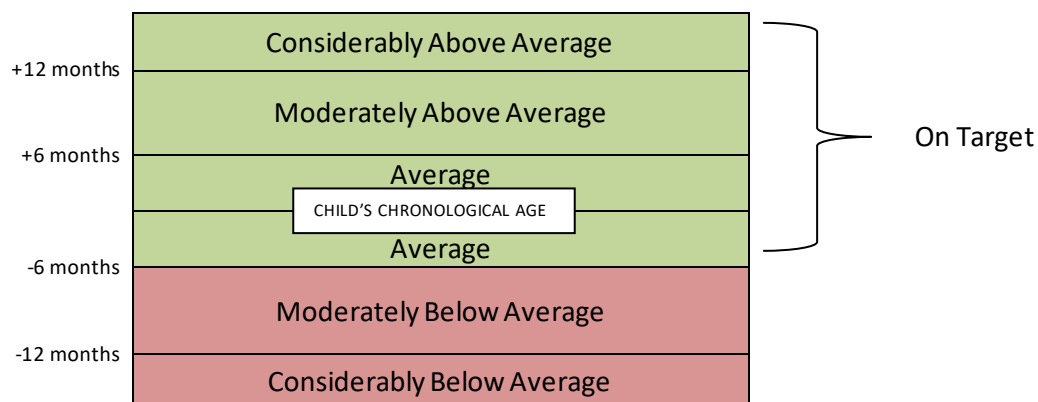 Considerably Above Average
+12 months
Moderately Above Average
On Target
+6 months
Average
CHILD'S CHRONOLOGICAL AGE
Average
-6 months
Moderately Below Average
-12 months
Considerably Below Average